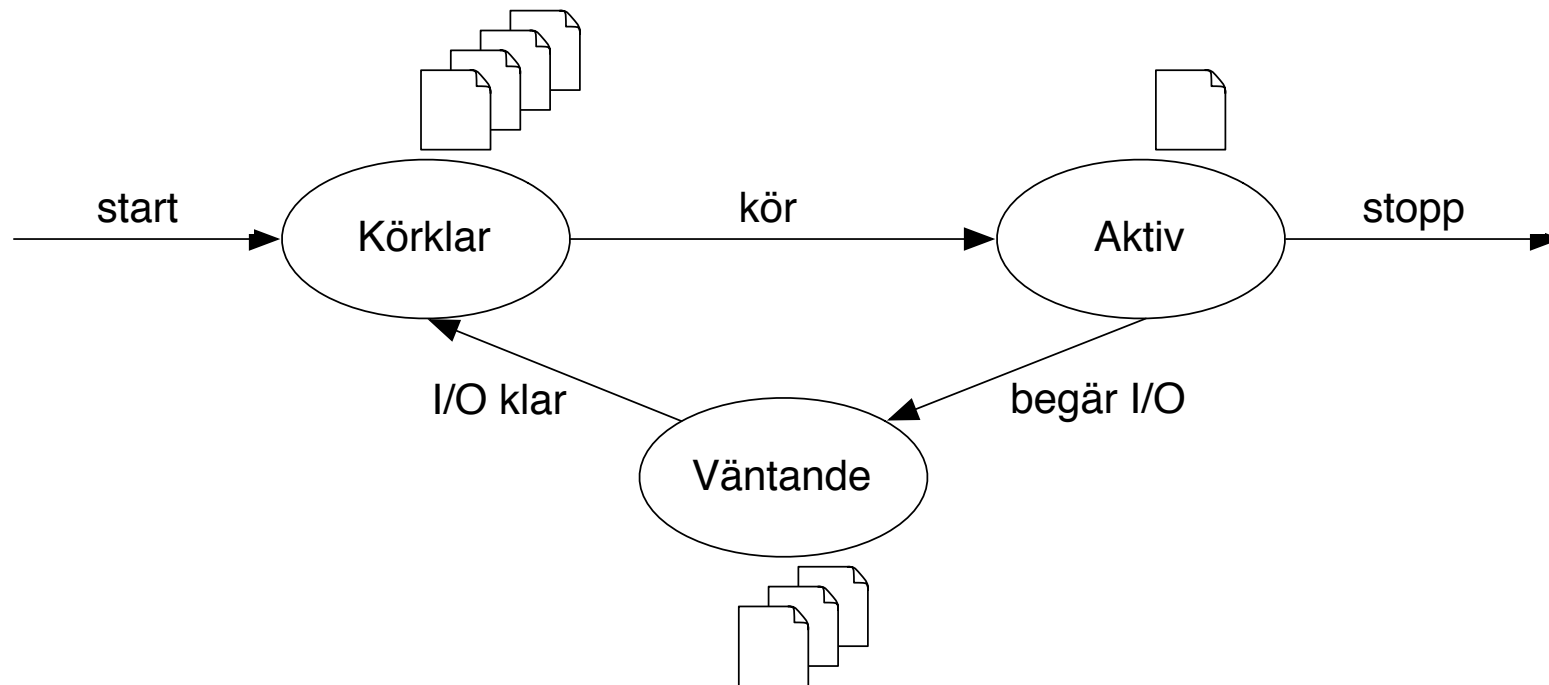 start
Körklar
kör
Aktiv
stopp
I/O klar
begär I/O
Väntande